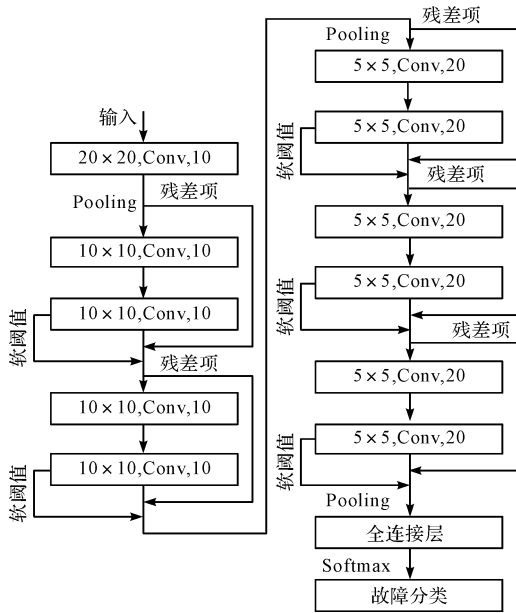 输入
20×20,Conv,10
Pooling
残差项
10×10,Conv,10
10×10,Conv,10
软阈值
残差项
10×10,Conv,10
10×10,Conv,10
软阈值
残差项
Pooling
5×5,Conv,20
5×5,Conv,20
软阈值
残差项
5×5,Conv,20
5×5,Conv,20
软阈值
残差项
5×5,Conv,20
5×5,Conv,20
软阈值
Pooling
全连接层
Softmax
故障分类